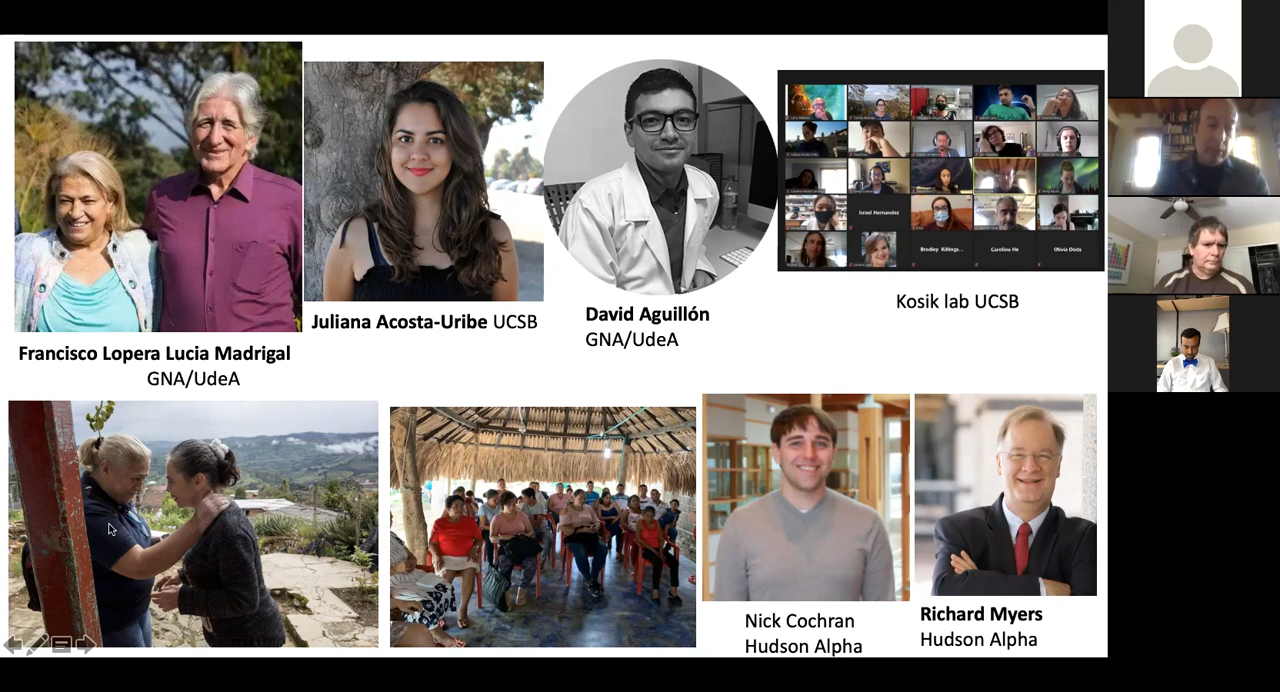 Francisco Lopera Lucia Madrigal
GNA/UdeA
Juliana Acosta-Uribe UCSB
David Aguillón
GNA/UdeA
Israel Hernandez
Bradley Killings...
Caroline He
Olivia Dods
Kosik lab UCSB
Nick Cochran
Hudson Alpha
Richard Myers
Hudson Alpha